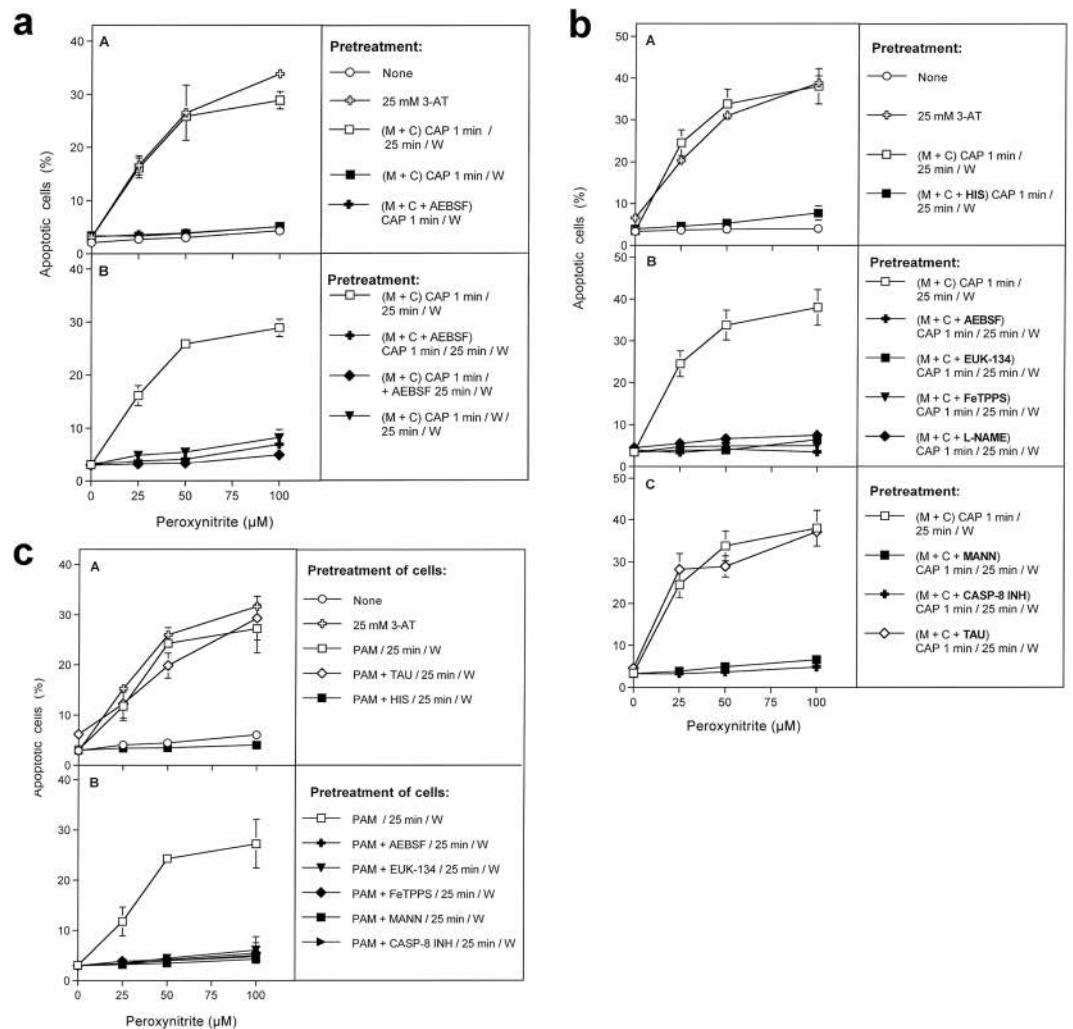 a
A
40
30
20
10
0
Apoptotic cells (%)
Pretreatment:
None
25 mM 3-AT
(M + C) CAP 1 min /
25 min / W
(M + C) CAP 1 min / W
(M + C + AEBSF)
CAP 1 min / W
B
40
30
20
10
0
0 25 50 75 100
Peroxynitrite (µM)
Pretreatment:
(M + C) CAP 1 min /
25 min / W
(M + C + AEBSF)
CAP 1 min / 25 min / W
(M + C) CAP 1 min /
+ AEBSF 25 min / W
(M + C) CAP 1 min / W /
25 min / W
b
A
50
40
30
20
10
0
Apoptotic cells (%)
Pretreatment:
None
25 mM 3-AT
(M + C) CAP 1 min /
25 min / W
(M + C + HIS) CAP 1 min /
25 min / W
B
50
40
30
20
10
0
Pretreatment:
(M + C) CAP 1 min /
25 min / W
(M + C + AEBSF)
CAP 1 min / 25 min / W
(M + C + EUK-134)
CAP 1 min / 25 min / W
(M + C + FeTPPS)
CAP 1 min / 25 min / W
(M + C + L-NAME)
CAP 1 min / 25 min / W
C
50
40
30
20
10
0
0 25 50 75 100
Peroxynitrite (µM)
Pretreatment:
(M + C) CAP 1 min /
25 min / W
(M + C + MANN)
CAP 1 min / 25 min / W
(M + C + CASP-8 INH)
CAP 1 min / 25 min / W
(M + C + TAU)
CAP 1 min / 25 min / W
c
A
40
30
20
10
0
Apoptotic cells (%)
Pretreatment of cells:
None
25 mM 3-AT
PAM / 25 min / W
PAM + TAU / 25 min / W
PAM + HIS / 25 min / W
B
40
30
20
10
0
0 25 50 75 100
Peroxynitrite (µM)
Pretreatment of cells:
PAM / 25 min / W
PAM + AEBSF / 25 min / W
PAM + EUK-134 / 25 min / W
PAM + FeTPPS / 25 min / W
PAM + MANN / 25 min / W
PAM + CASP-8 INH / 25 min / W